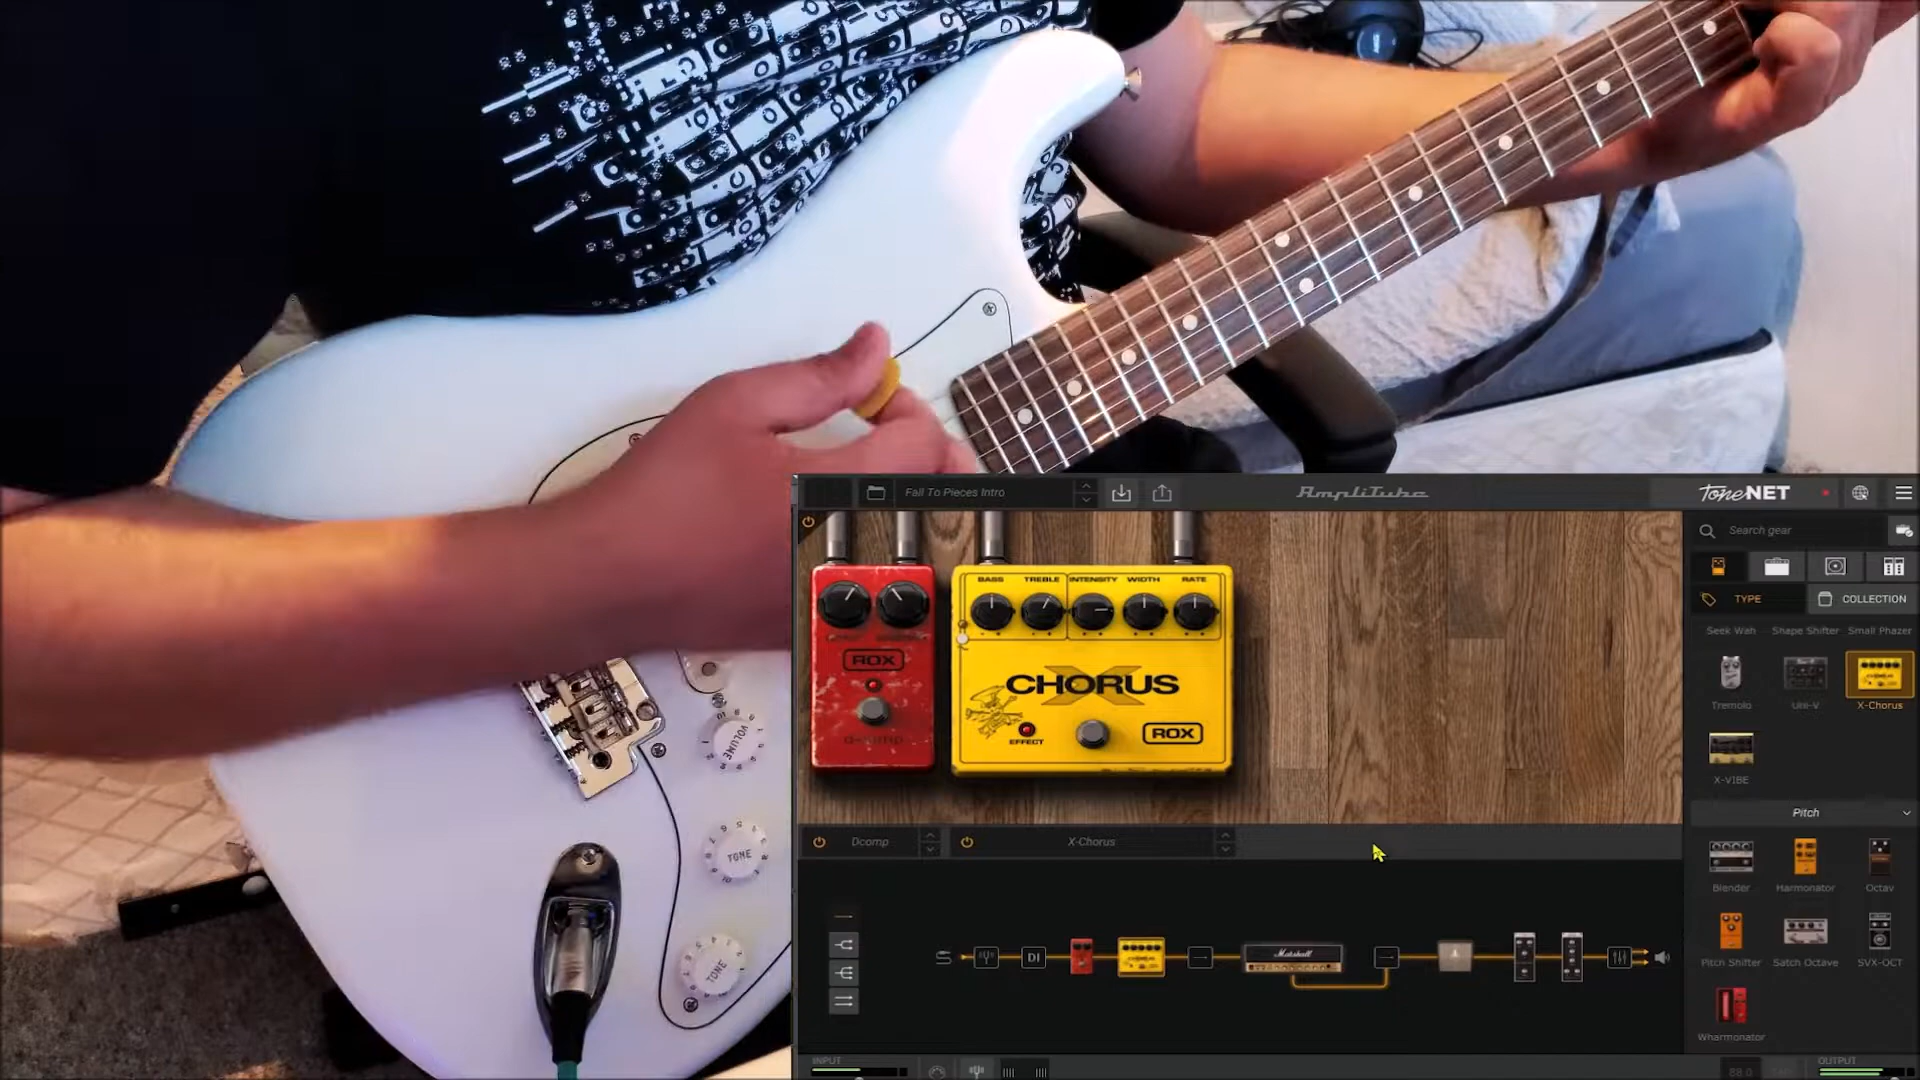 Fall To Pieces Intro
AMPLITUBE
ToneNET
Search gear
TYPE
COLLECTION
BASS TREBLE INTENSITY WIDTH RATE
ROX
X
CHORUS
EFFECT
ROX
Seek Wah Shape Shifter Small Phazer
Tremolo Uni-V X-Chorus
X-VIBE
Pitch
Blender Harmonator Octav
Pitch Shifter Satch Octave SVX-OCT
Wharmonator
Dcomp
X-Chorus
DI
Marshall
INPUT
OUTPUT
VOLUME
TONE
TONE